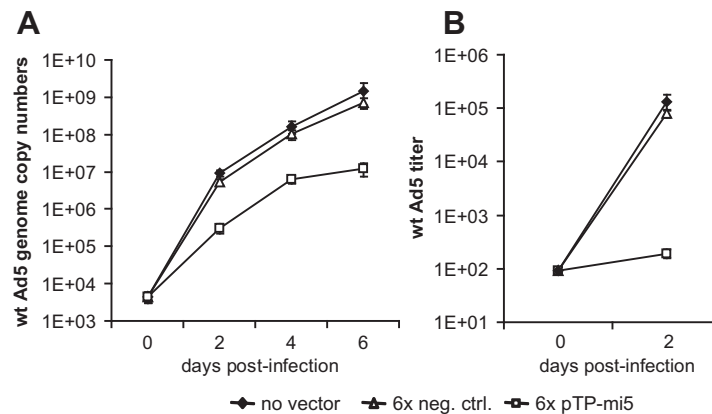 A
wt Ad5 genome copy numbers
1E+10
1E+09
1E+08
1E+07
1E+06
1E+05
1E+04
1E+03
0 2 4 6
days post-infection
B
wt Ad5 titer
1E+06
1E+05
1E+04
1E+03
1E+02
1E+01
0 2
days post-infection
no vector 6x neg. ctrl. 6x pTP-mi5